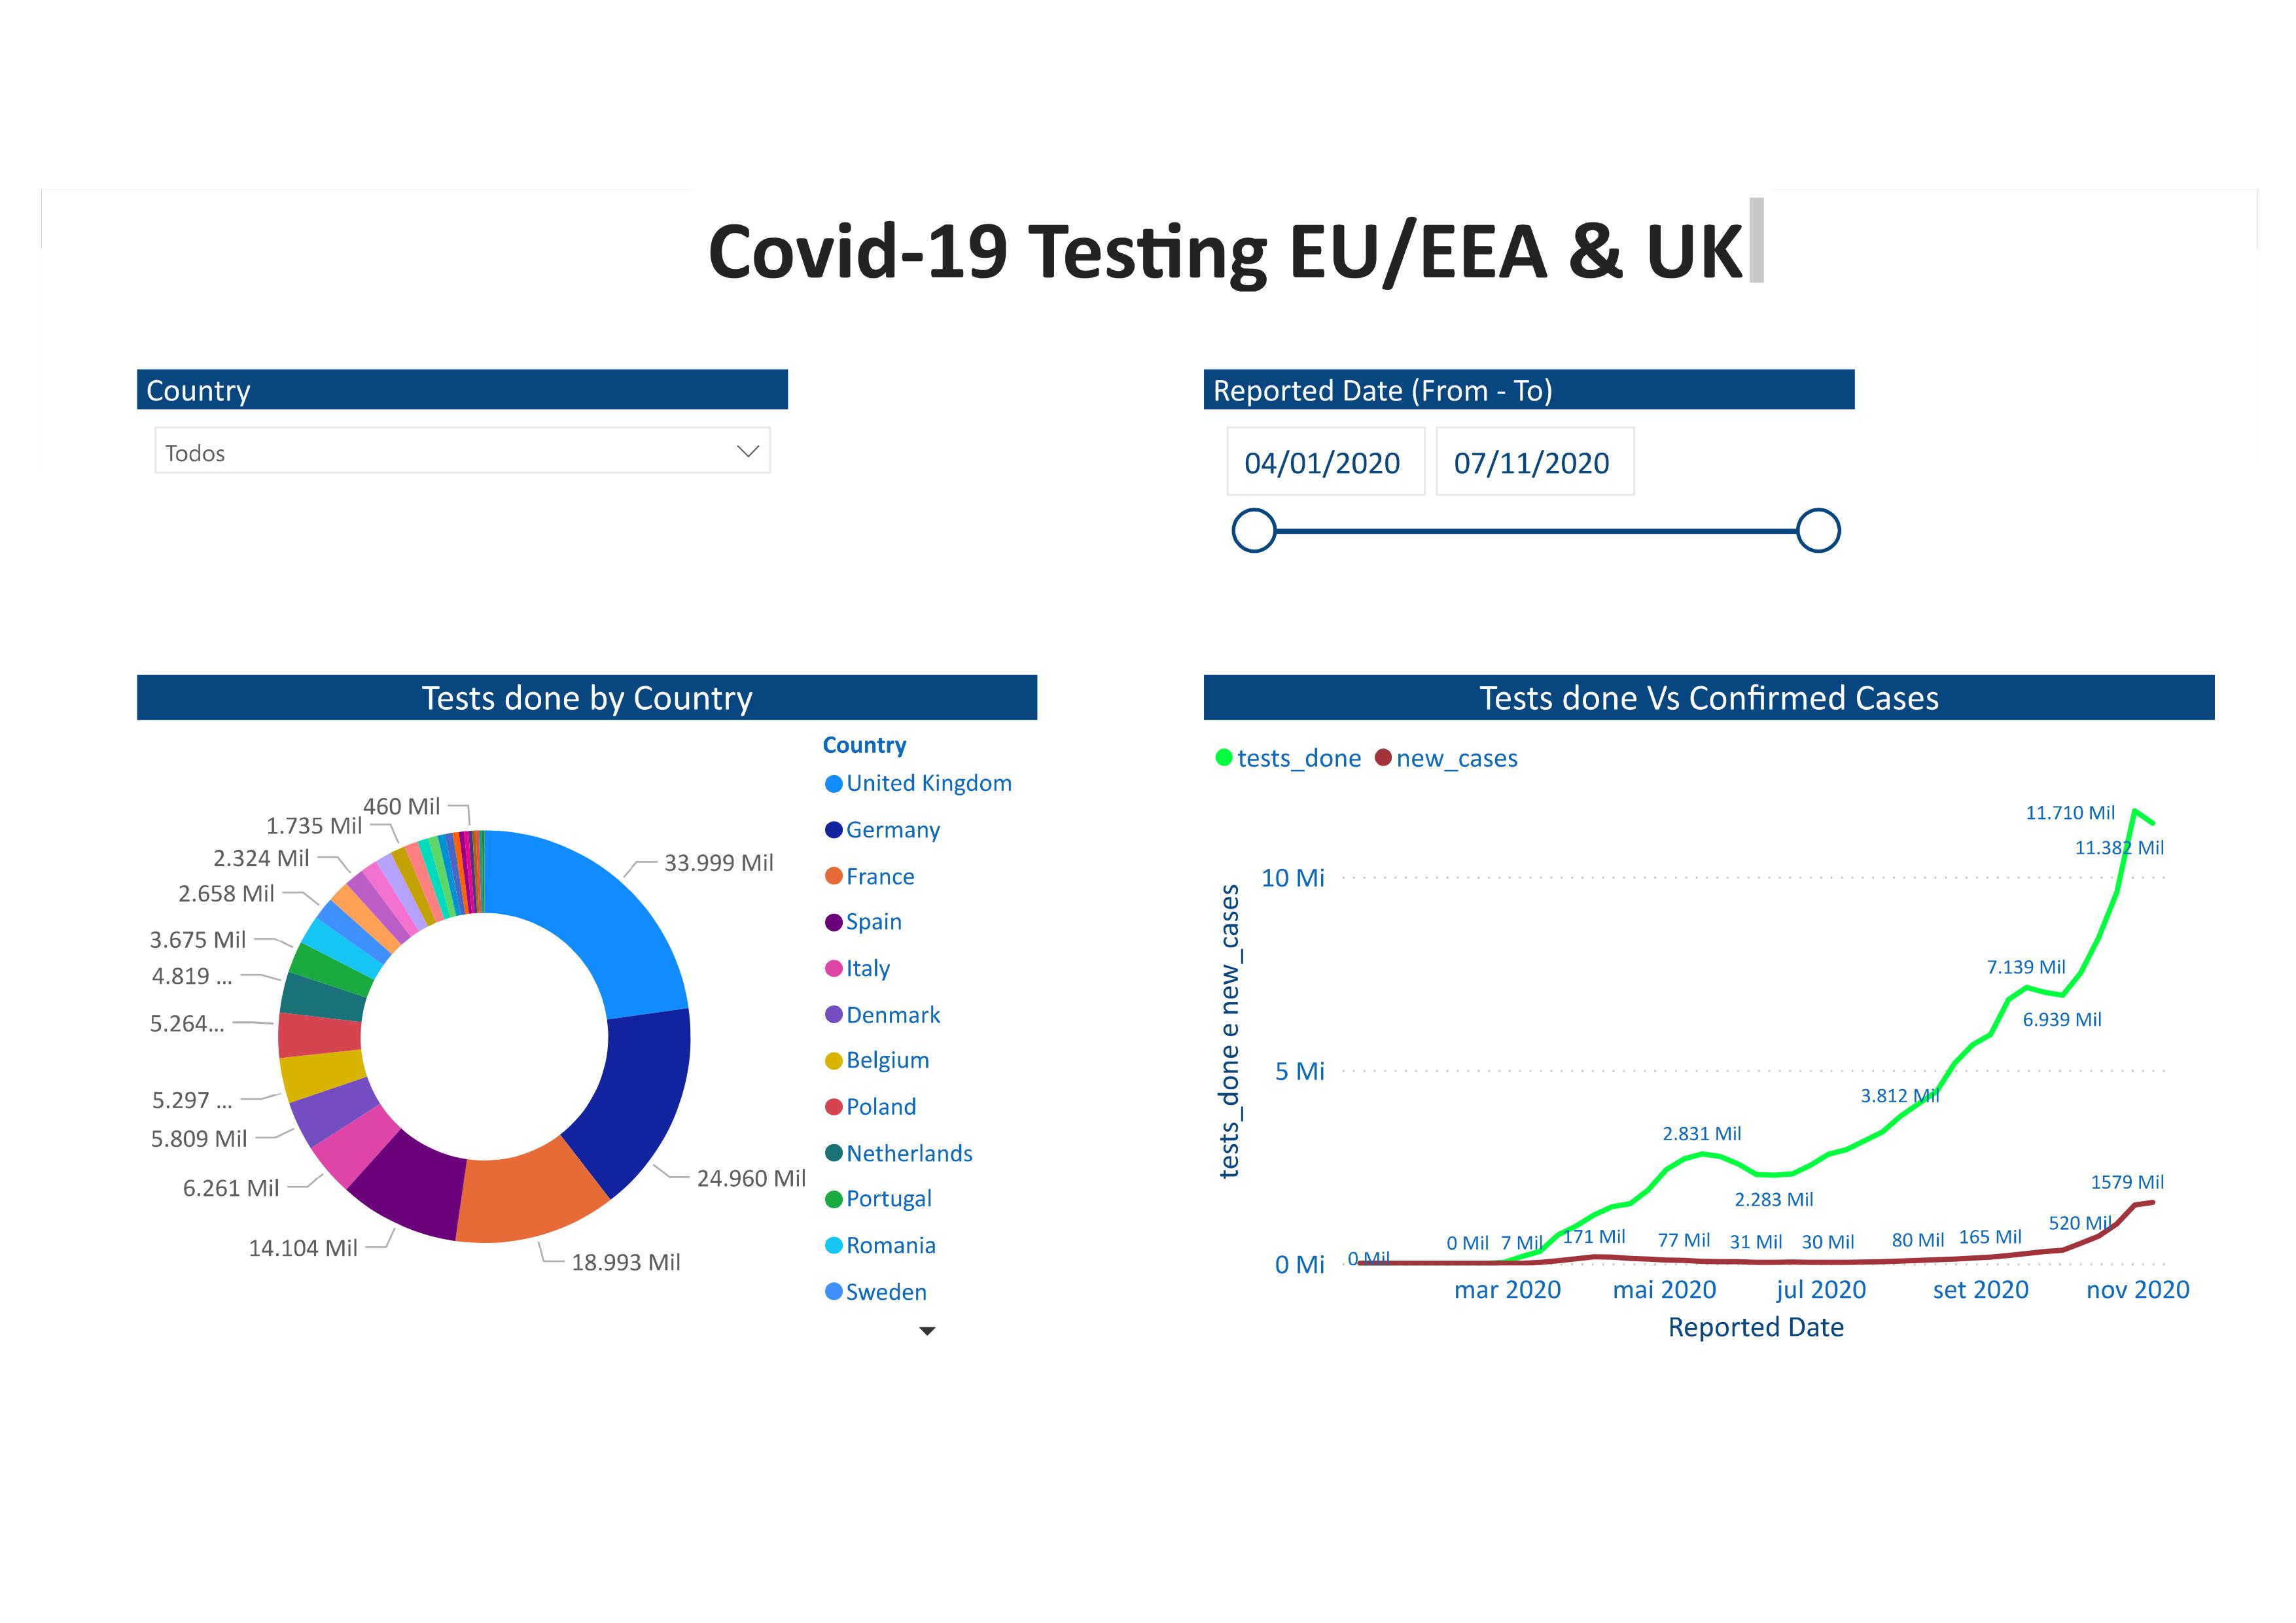 Covid-19 Testing EU/EEA & UK
Country
Todos
Reported Date (From - To)
04/01/2020
07/11/2020
Tests done by Country
460 Mil
1.735 Mil
2.324 Mil
2.658 Mil
3.675 Mil
4.819 ...
5.264...
5.297 ...
5.809 Mil
6.261 Mil
14.104 Mil
18.993 Mil
24.960 Mil
33.999 Mil
Country
United Kingdom
Germany
France
Spain
Italy
Denmark
Belgium
Poland
Netherlands
Portugal
Romania
Sweden
Tests done Vs Confirmed Cases
tests_done
new_cases
tests_done e new_cases
10 Mi
5 Mi
0 Mi
11.710 Mil
11.382 Mil
7.139 Mil
6.939 Mil
3.812 Mil
2.831 Mil
2.283 Mil
1579 Mil
520 Mil
0 Mil
0 Mil
7 Mil
171 Mil
77 Mil
31 Mil
30 Mil
80 Mil
165 Mil
mar 2020
mai 2020
jul 2020
set 2020
nov 2020
Reported Date